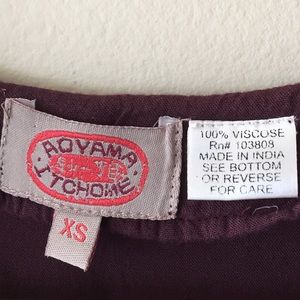 AOYAMA
ITCHOME
XS
100% VISCOSE
Rn# 103808
MADE IN INDIA
SEE BOTTOM
OR REVERSE
FOR CARE